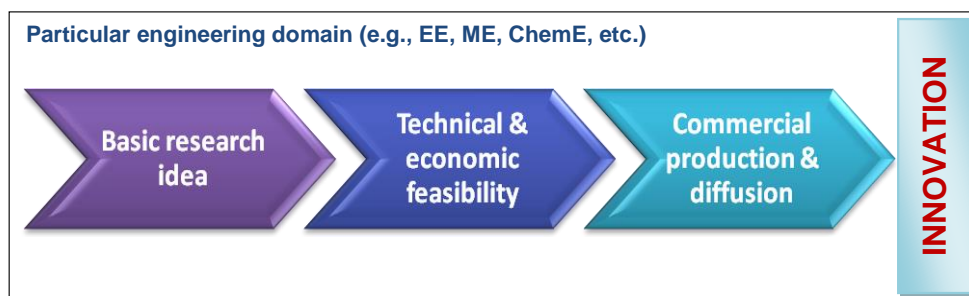 Particular engineering domain (e.g., EE, ME, ChemE, etc.)
Basic research
idea
Technical &
economic
feasibility
Commercial
production &
diffusion
INNOVATION